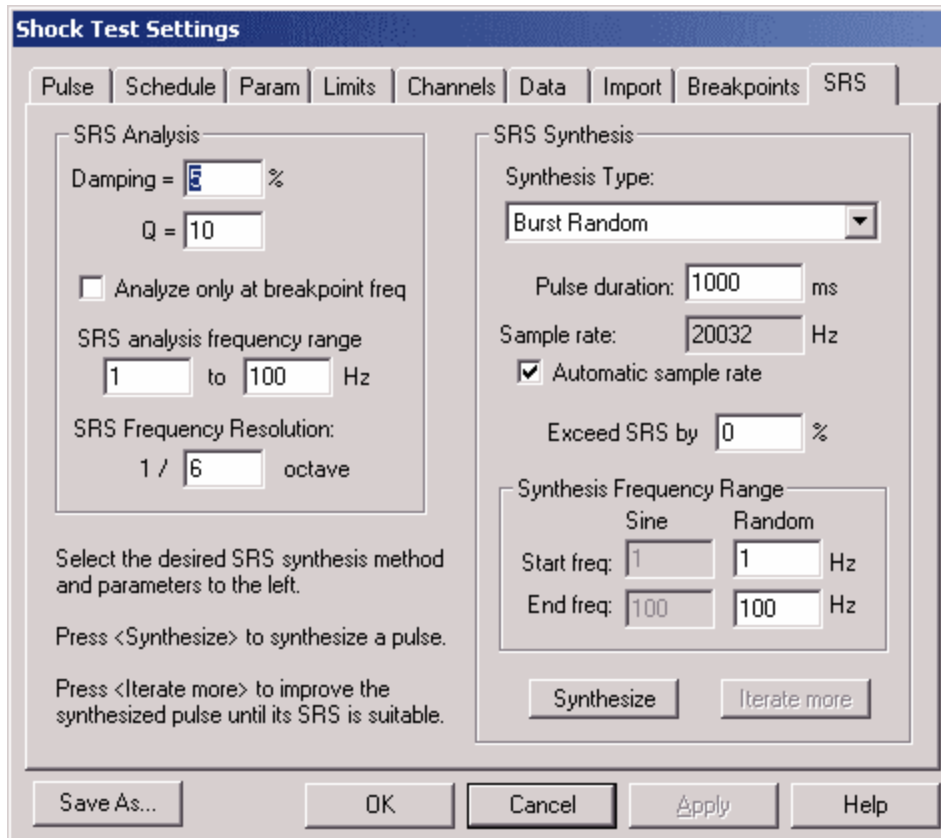 Shock Test Settings
Pulse Schedule Param Limits Channels Data Import Breakpoints SRS
SRS Analysis
Damping = 5 %
Q = 10
Analyze only at breakpoint freq
SRS analysis frequency range
1 to 100 Hz
SRS Frequency Resolution:
1 / 6 octave
Select the desired SRS synthesis method
and parameters to the left.
Press <Synthesize> to synthesize a pulse.
Press <Iterate more> to improve the
synthesized pulse until its SRS is suitable.
SRS Synthesis
Synthesis Type:
Burst Random
Pulse duration: 1000 ms
Sample rate: 20032 Hz
Automatic sample rate
Exceed SRS by 0 %
Synthesis Frequency Range
Sine Random
Start freq: 1 1 Hz
End freq: 100 100 Hz
Synthesize Iterate more
Save As... OK Cancel Apply Help